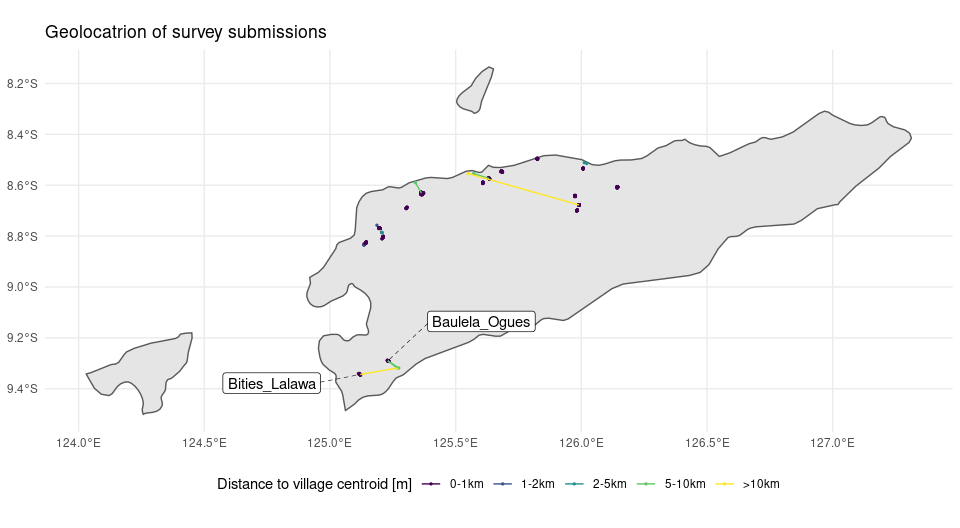 Geolocatrion of survey submissions
8.2°S
8.4°S
8.6°S
8.8°S
9.0°S
9.2°S
9.4°S
Baulela_Ogues
Bities_Lalawa
124.0°E 124.5°E 125.0°E 125.5°E 126.0°E 126.5°E 127.0°E
Distance to village centroid [m] 0-1km 1-2km 2-5km 5-10km >10km